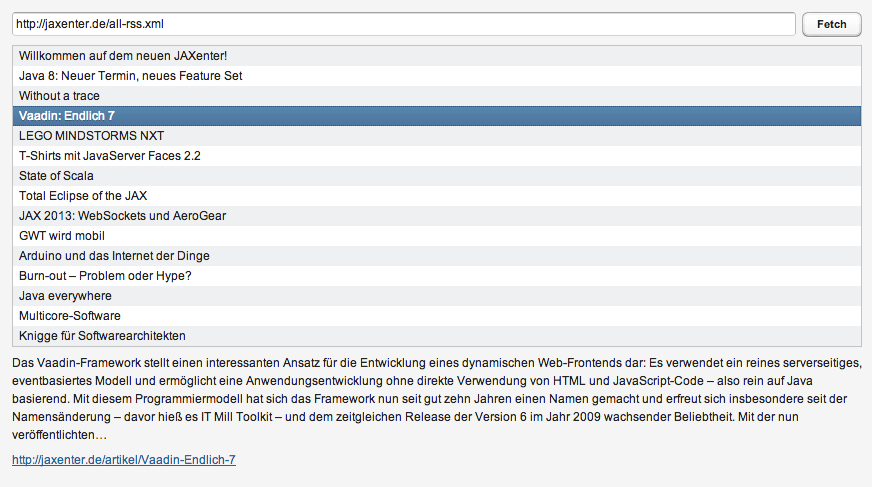 http://jaxenter.de/all-rss.xml Fetch
Willkommen auf dem neuen JAXenter!
Java 8: Neuer Termin, neues Feature Set
Without a trace
Vaadin: Endlich 7
LEGO MINDSTORMS NXT
T-Shirts mit JavaServer Faces 2.2
State of Scala
Total Eclipse of the JAX
JAX 2013: WebSockets und AeroGear
GWT wird mobil
Arduino und das Internet der Dinge
Burn-out – Problem oder Hype?
Java everywhere
Multicore-Software
Knigge für Softwarearchitekten
Das Vaadin-Framework stellt einen interessanten Ansatz für die Entwicklung eines dynamischen Web-Frontends dar: Es verwendet ein reines serverseitiges,
eventbasiertes Modell und ermöglicht eine Anwendungsentwicklung ohne direkte Verwendung von HTML und JavaScript-Code – also rein auf Java
basierend. Mit diesem Programmiermodell hat sich das Framework nun seit gut zehn Jahren einen Namen gemacht und erfreut sich insbesondere seit der
Namensänderung – davor hieß es IT Mill Toolkit – und dem zeitgleichen Release der Version 6 im Jahr 2009 wachsender Beliebtheit. Mit der nun
veröffentlichten…
http://jaxenter.de/artikel/Vaadin-Endlich-7